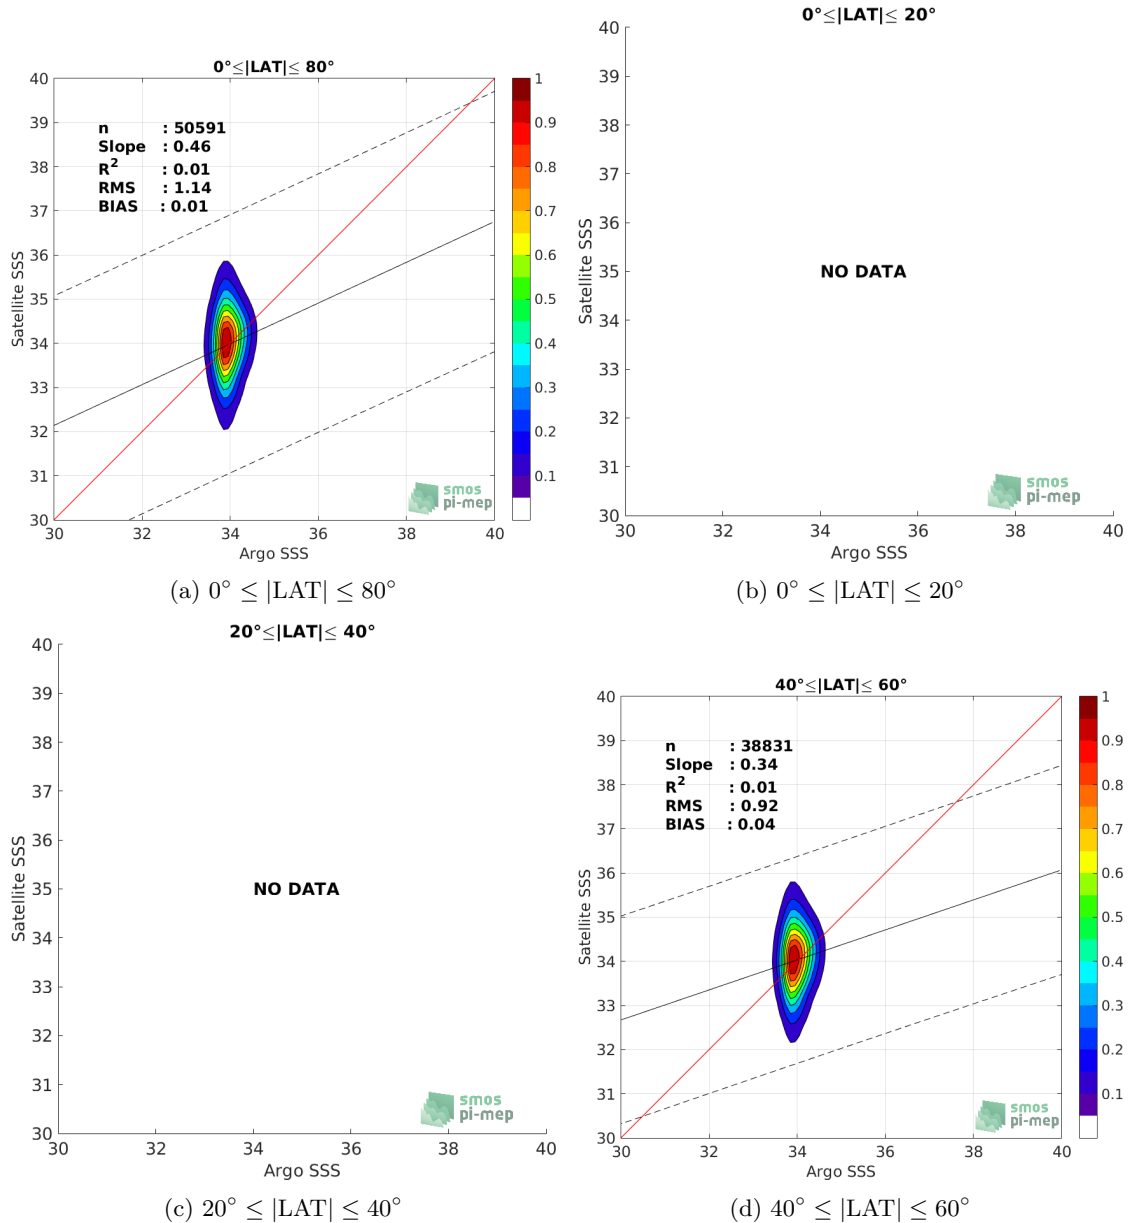 0°≤|LAT|≤ 80°
40
39
38
37
36
35
34
33
32
31
30
Satellite SSS
n : 50591
Slope : 0.46
R² : 0.01
RMS : 1.14
BIAS : 0.01
1
0.9
0.8
0.7
0.6
0.5
0.4
0.3
0.2
0.1
smos
pi-mep
30 32 34 36 38 40
Argo SSS
(a) 0° ≤ |LAT| ≤ 80°
0°≤|LAT|≤ 20°
40
39
38
37
36
35
34
33
32
31
30
Satellite SSS
NO DATA
smos
pi-mep
30 32 34 36 38 40
Argo SSS
(b) 0° ≤ |LAT| ≤ 20°
20°≤|LAT|≤ 40°
40
39
38
37
36
35
34
33
32
31
30
Satellite SSS
NO DATA
smos
pi-mep
30 32 34 36 38 40
Argo SSS
(c) 20° ≤ |LAT| ≤ 40°
40°≤|LAT|≤ 60°
40
39
38
37
36
35
34
33
32
31
30
Satellite SSS
n : 38831
Slope : 0.34
R² : 0.01
RMS : 0.92
BIAS : 0.04
1
0.9
0.8
0.7
0.6
0.5
0.4
0.3
0.2
0.1
smos
pi-mep
30 32 34 36 38 40
Argo SSS
(d) 40° ≤ |LAT| ≤ 60°